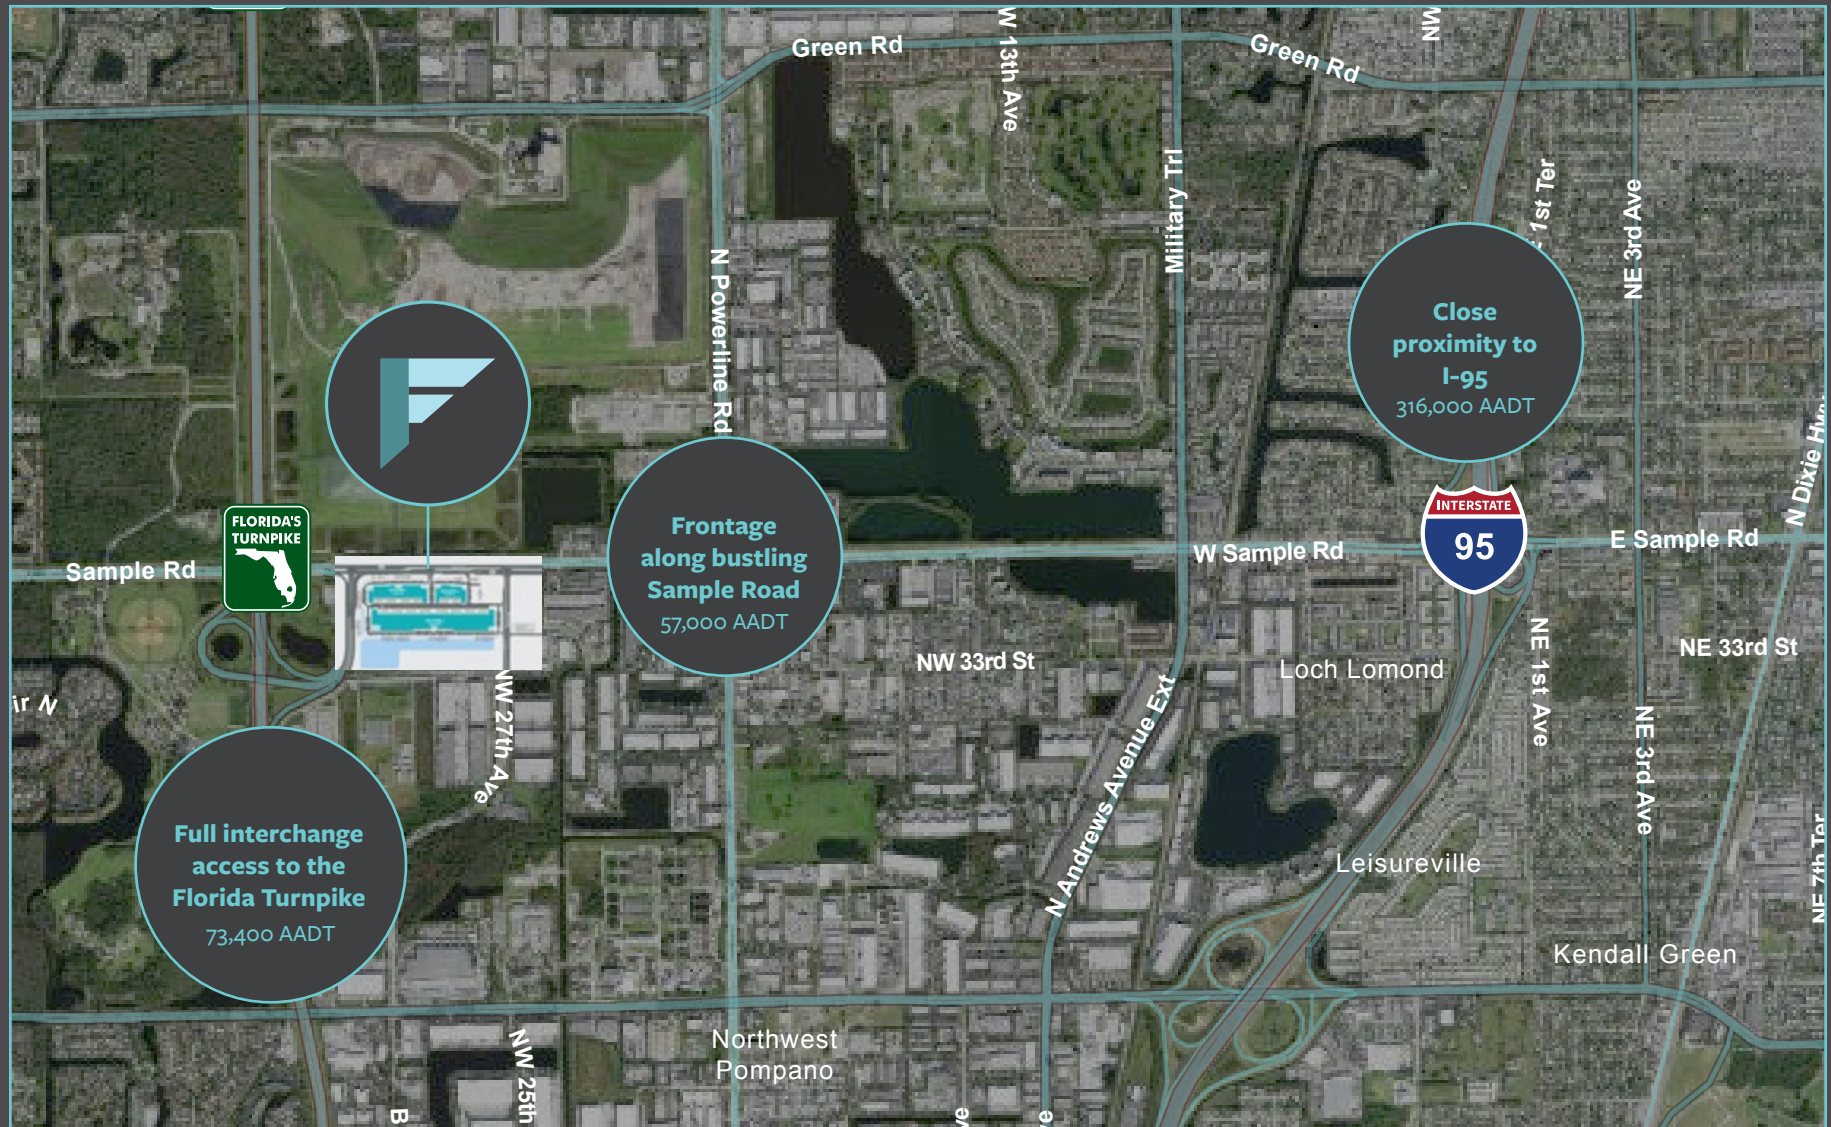 Green Rd
W 13th Ave
Green Rd
NW
Military Trl
1st Ter
NE 3rd Ave
N Powerline Rd
Close
proximity to
I-95
316,000 AADT
N Dixie Hwy
FLORIDA'S
TURNPIKE
Sample Rd
Frontage
along bustling
Sample Road
57,000 AADT
W Sample Rd
INTERSTATE
95
E Sample Rd
NW 33rd St
Loch Lomond
NE 1st Ave
NE 33rd St
ir N
NW 27th Ave
N Andrews Avenue Ext
NE 3rd Ave
Full interchange
access to the
Florida Turnpike
73,400 AADT
Leisureville
NE 7th Ter
Kendall Green
Northwest
Pompano
NW 25th
B
ve
ve